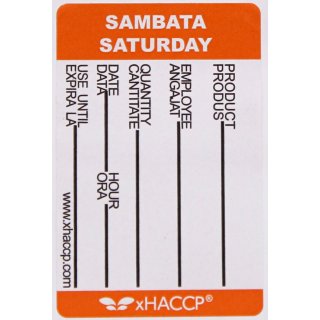 SAMBATA
SATURDAY
PRODUCT
PRODUS
EMPLOYEE
ANGAJAT
QUANTITY
CANTITATE
DATE HOUR
DATA ORA
USE UNTIL
EXPIRA LA
www.xhaccp.com
xHACCP®